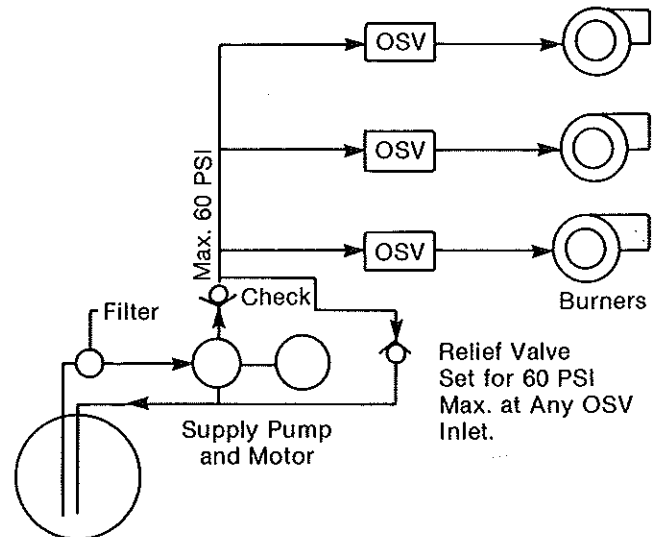 OSV
OSV
Max. 60 PSI
OSV
Burners
Check
Filter
Relief Valve
Set for 60 PSI
Max. at Any OSV
Inlet.
Supply Pump
and Motor